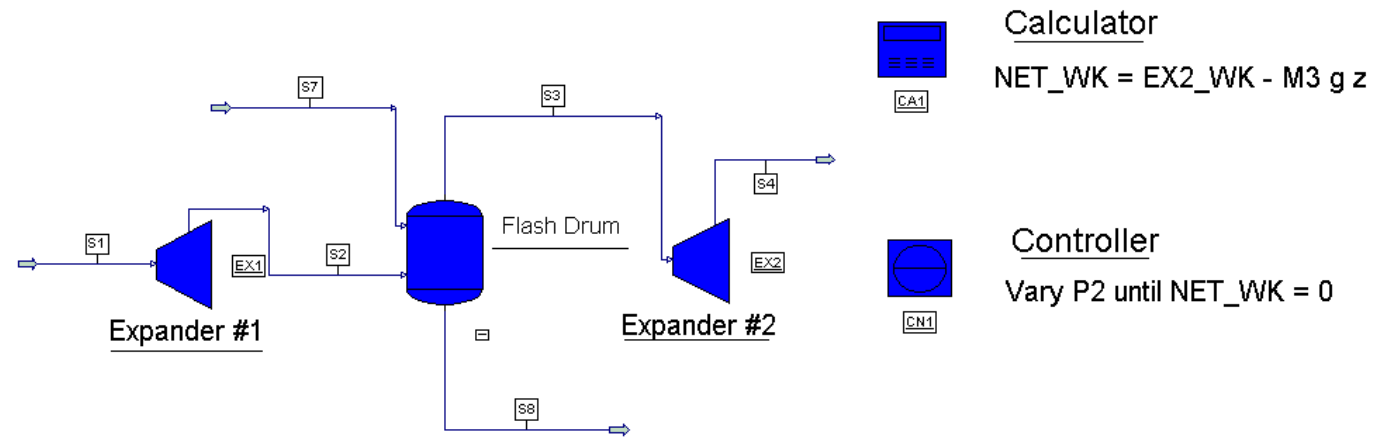 Calculator
NET_WK = EX2_WK - M3 g z
CA1
S7
S3
S4
Flash Drum
S1
EX1
S2
EX2
Controller
Vary P2 until NET_WK = 0
CN1
Expander #1
Expander #2
S8